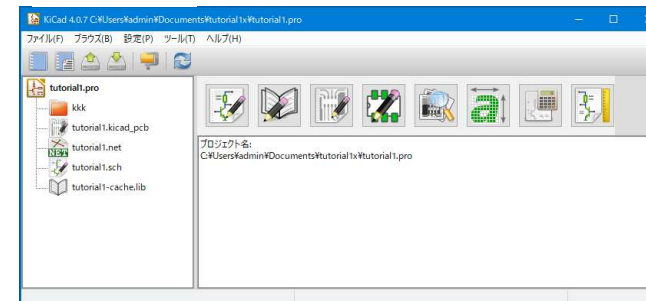 KiCad 4.0.7 C:¥Users¥admin¥Documents¥tutorial1x¥tutorial1.pro
ファイル(F) ブラウズ(B) 設定(P) ツール(T) ヘルプ(H)
tutorial1.pro
kkk
tutorial1.kicad_pcb
NET
tutorial1.net
tutorial1.sch
tutorial1-cache.lib
a
プロジェクト名:
C:¥Users¥admin¥Documents¥tutorial1x¥tutorial1.pro